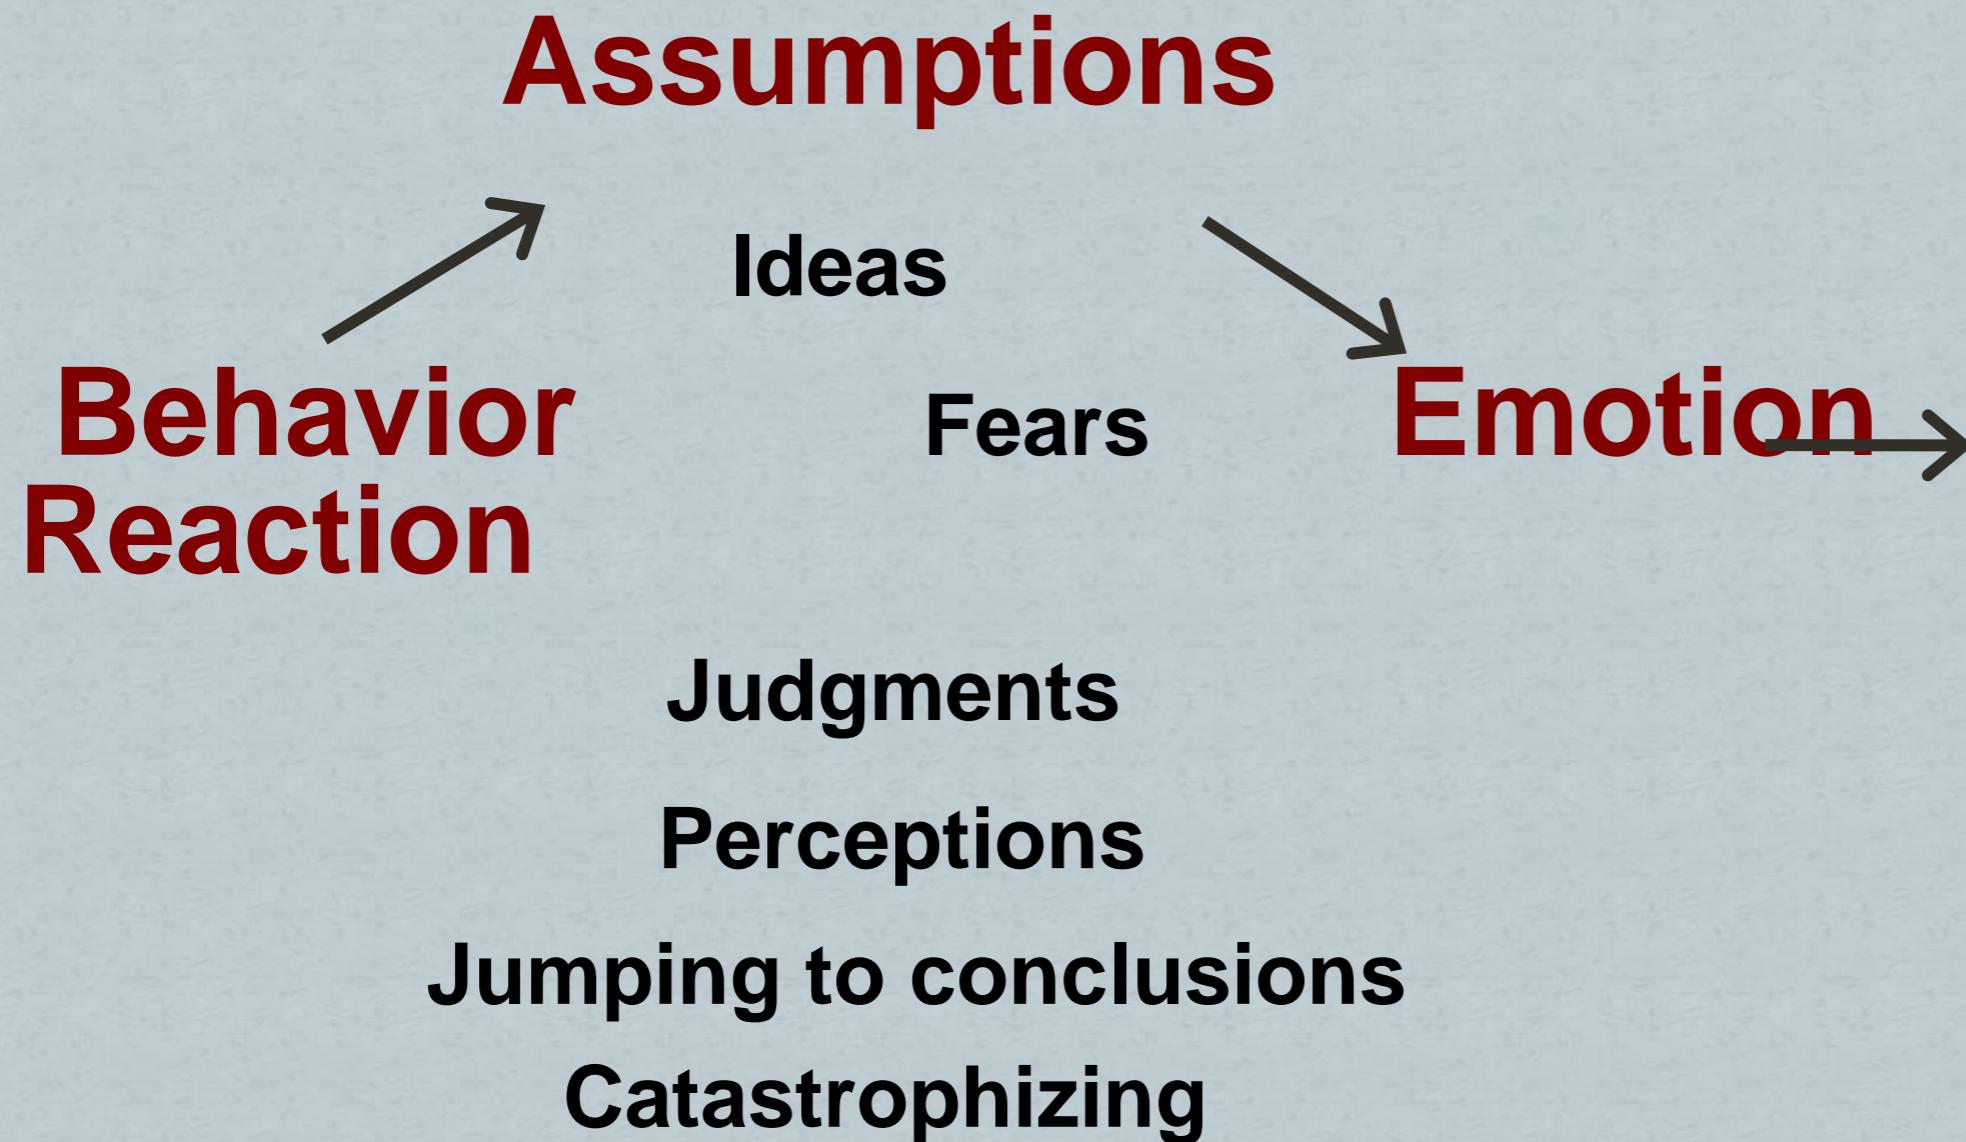 Assumptions
Ideas
Behavior
Fears
Emotion
Reaction
Judgments
Perceptions
Jumping to conclusions
Catastrophizing